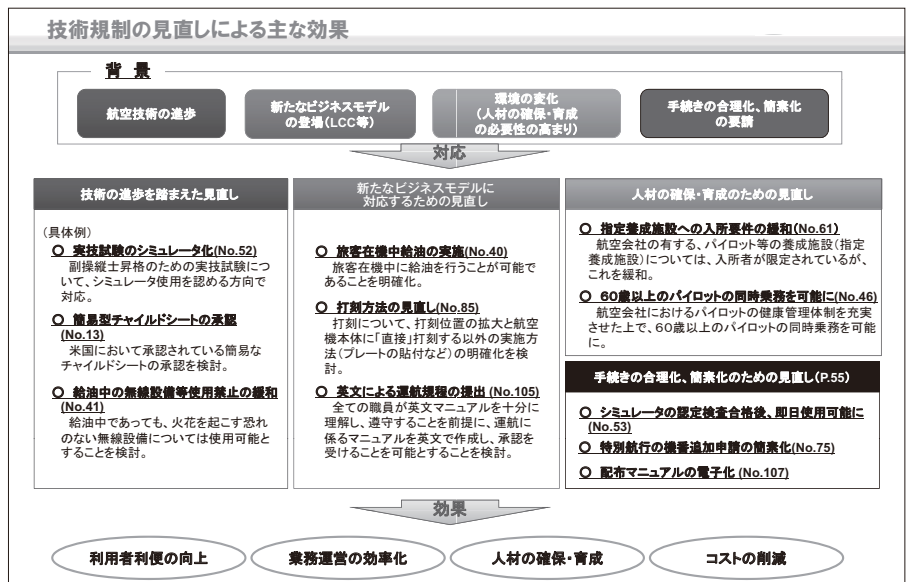 技術規制の見直しによる主な効果
背 景
航空技術の進歩
新たなビジネスモデル
の登場(LCC等)
環境の変化
(人材の確保・育成
の必要性の高まり)
手続きの合理化、簡素化
の要請
対応
技術の進歩を踏まえた見直し
(具体例)
○ 実技試験のシミュレータ化(No.52)
副操縦士昇格のための実技試験につ
いて、シミュレータ使用を認める方向で
対応。
○ 簡易型チャイルドシートの承認
(No.13)
米国において承認されている簡易な
チャイルドシートの承認を検討。
○ 給油中の無線設備等使用禁止の緩和
(No.41)
給油中であっても、火花を起こす恐れ
のない無線設備については使用可能と
することを検討。
新たなビジネスモデルに
対応するための見直し
○ 旅客在機中給油の実施(No.40)
旅客在機中に給油を行うことが可能で
あることを明確化。
○ 打刻方法の見直し(No.85)
打刻について、打刻位置の拡大と航空
機本体に「直接」打刻する以外の実施方
法(プレートの貼付など)の明確化を検
討。
○ 英文による運航規程の提出 (No.105)
全ての職員が英文マニュアルを十分に
理解し、遵守することを前提に、運航に
係るマニュアルを英文で作成し、承認を
受けることを可能とすることを検討。
人材の確保・育成のための見直し
○ 指定養成施設への入所要件の緩和(No.61)
航空会社の有する、パイロット等の養成施設(指定
養成施設)については、入所者が限定されているが、
これを緩和。
○ 60歳以上のパイロットの同時乗務を可能に(No.46)
航空会社におけるパイロットの健康管理体制を充実
させた上で、60歳以上のパイロットの同時乗務を可能
に。
手続きの合理化、簡素化のための見直し(P.55)
○ シミュレータの認定検査合格後、即日使用可能に
(No.53)
○ 特別航行の機番追加申請の簡素化(No.75)
○ 配布マニュアルの電子化 (No.107)
効果
利用者利便の向上
業務運営の効率化
人材の確保・育成
コストの削減